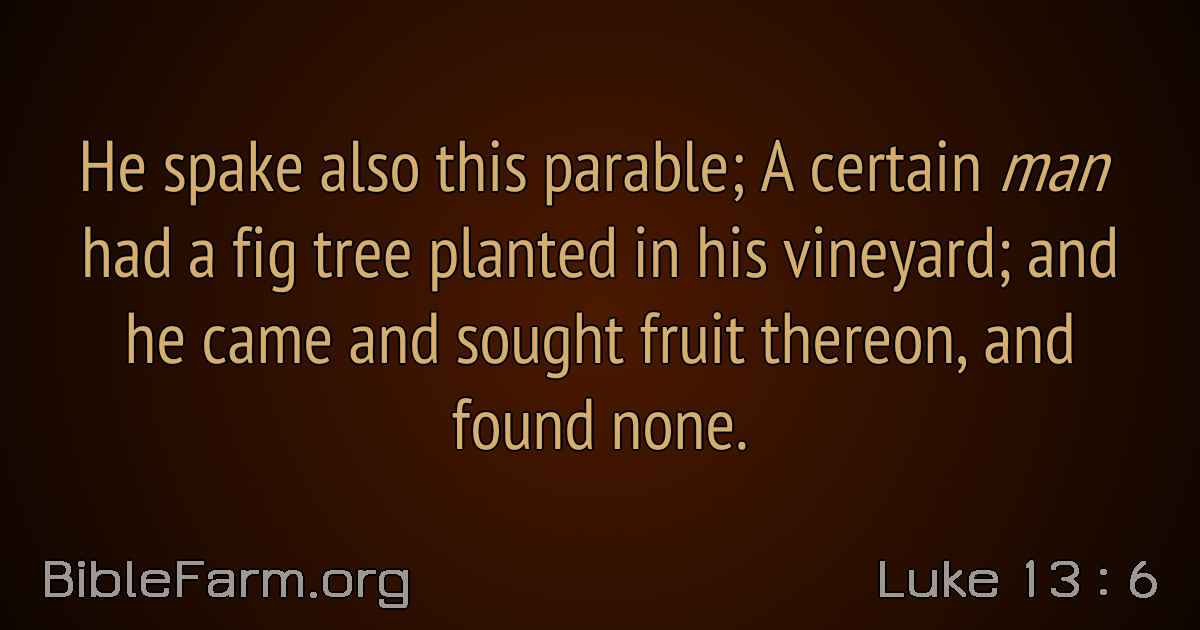 He spake also this parable; A certain man
had a fig tree planted in his vineyard; and
he came and sought fruit thereon, and
found none.
BibleFarm.org
Luke 13 : 6